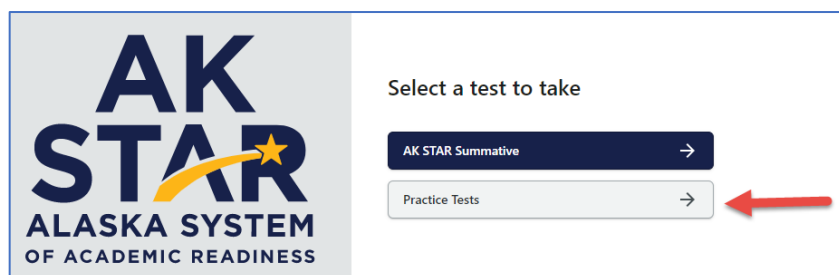 AK
STAR
ALASKA SYSTEM
OF ACADEMIC READINESS
Select a test to take
AK STAR Summative
Practice Tests